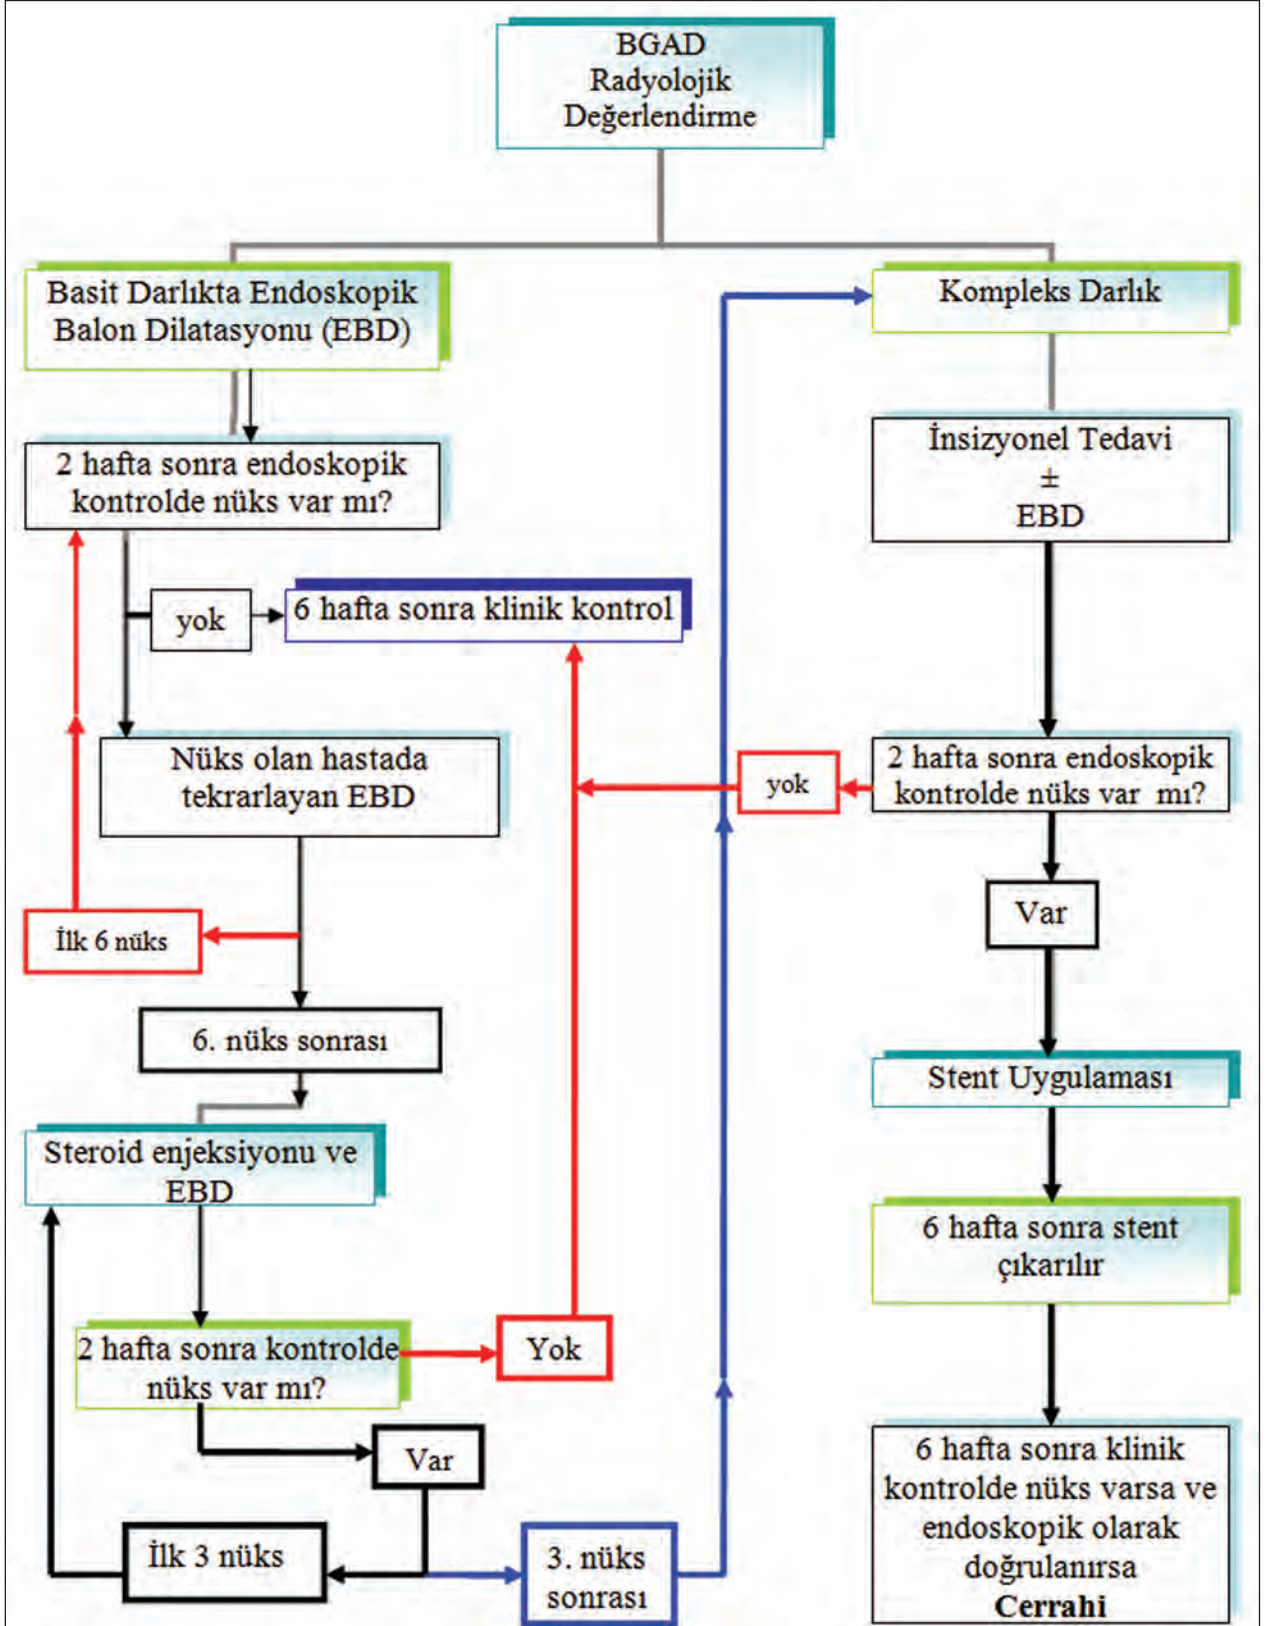 BGAD
Radyolojik
Değerlendirme
Basit Darlıkta Endoskopik
Balon Dilatasyonu (EBD)
2 hafta sonra endoskopik
kontrolde nüks var mı?
yok
6 hafta sonra klinik kontrol
Nüks olan hastada
tekrarlayan EBD
İlk 6 nüks
6. nüks sonrası
Steroid enjeksiyonu ve
EBD
2 hafta sonra kontrolde
nüks var mı?
Yok
Var
İlk 3 nüks
3. nüks
sonrası
Kompleks Darlık
İnsizyonel Tedavi
±
EBD
2 hafta sonra endoskopik
kontrolde nüks var mı?
yok
Var
Stent Uygulaması
6 hafta sonra stent
çıkarılır
6 hafta sonra klinik
kontrolde nüks varsa ve
endoskopik olarak
doğrulanırsa
Cerrahi